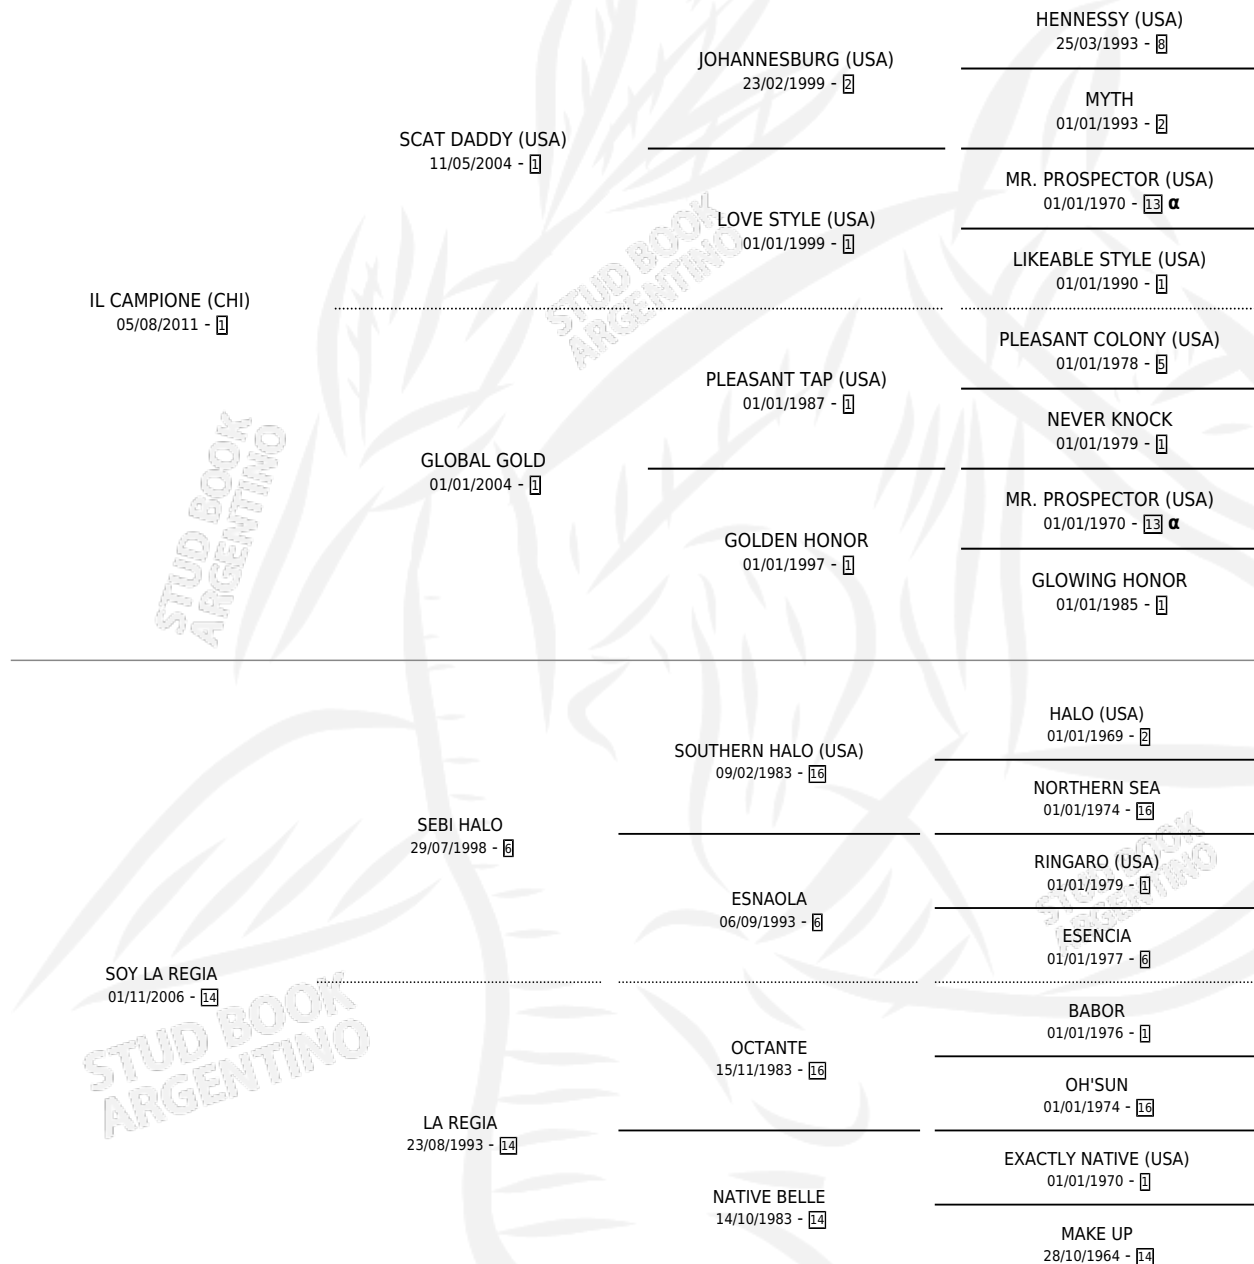 HENNESSY (USA)
25/03/1993 - 8
JOHANNESBURG (USA)
23/02/1999 - 2
MYTH
01/01/1993 - 2
SCAT DADDY (USA)
11/05/2004 - 1
MR. PROSPECTOR (USA)
01/01/1970 - 13 α
LOVE STYLE (USA)
01/01/1999 - 1
LIKEABLE STYLE (USA)
01/01/1990 - 1
STUD BOOK
ARGENTINO
IL CAMPIONE (CHI)
05/08/2011 - 1
PLEASANT COLONY (USA)
01/01/1978 - 5
PLEASANT TAP (USA)
01/01/1987 - 1
NEVER KNOCK
01/01/1979 - 1
GLOBAL GOLD
01/01/2004 - 1
MR. PROSPECTOR (USA)
01/01/1970 - 13 α
GOLDEN HONOR
01/01/1997 - 1
GLOWING HONOR
01/01/1985 - 1
STUD BOOK
ARGENTINO
HALO (USA)
01/01/1969 - 2
SOUTHERN HALO (USA)
09/02/1983 - 16
NORTHERN SEA
01/01/1974 - 16
SEBI HALO
29/07/1998 - 6
RINGARO (USA)
01/01/1979 - 1
ESNAOLA
06/09/1993 - 6
ESENCIA
01/01/1977 - 6
STUD BOOK
ARGENTINO
SOY LA REGIA
01/11/2006 - 14
BABOR
01/01/1976 - 1
OCTANTE
15/11/1983 - 16
OH'SUN
01/01/1974 - 16
STUD BOOK
ARGENTINO
LA REGIA
23/08/1993 - 14
EXACTLY NATIVE (USA)
01/01/1970 - 1
NATIVE BELLE
14/10/1983 - 14
MAKE UP
28/10/1964 - 14